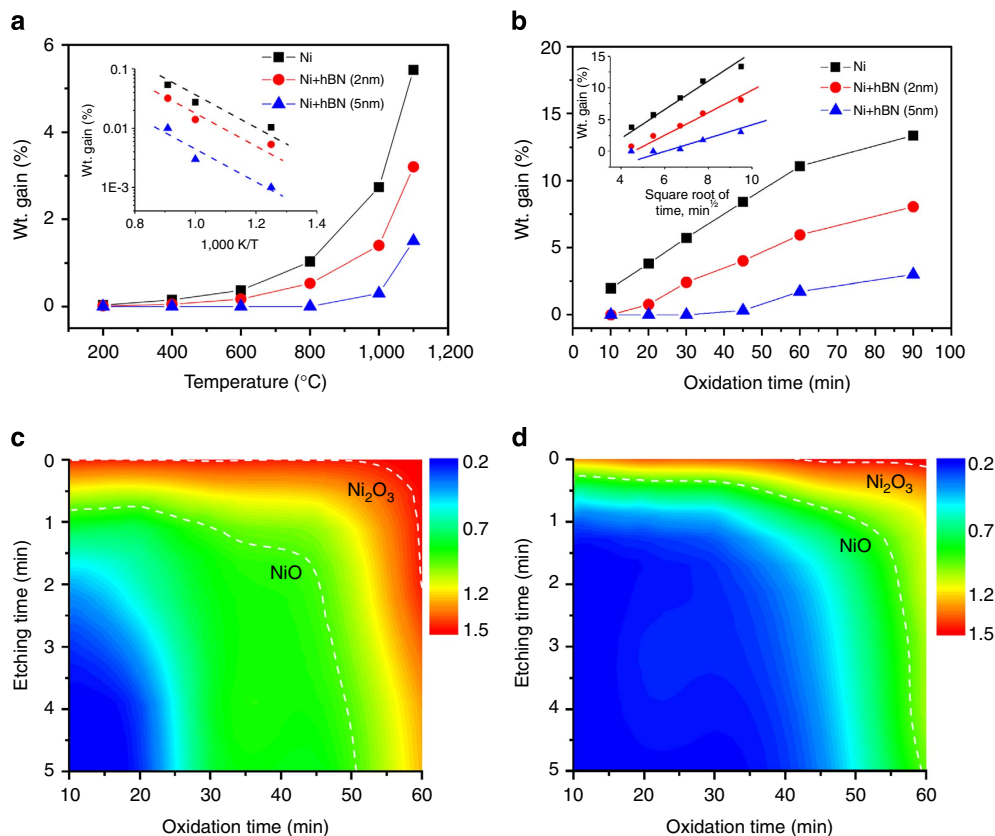 a
6
5
4
2
0
Wt. gain (%)
200
400
600
800
1,000
1,200
Temperature (°C)
Ni
Ni+hBN (2nm)
Ni+hBN (5nm)
0.1
0.01
1E-3
Wt. gain (%)
0.8
1.0
1.2
1.4
1,000 K/T
b
20
15
10
5
0
Wt. gain (%)
0
10
20
30
40
50
60
70
80
90
100
Oxidation time (min)
Ni
Ni+hBN (2nm)
Ni+hBN (5nm)
15
10
5
0
Wt. gain (%)
4
6
8
10
Square root of
time, min½
c
0
1
2
3
4
5
Etching time (min)
10
20
30
40
50
60
Oxidation time (min)
Ni₂O₃
NiO
0.2
0.7
1.2
1.5
d
0
1
2
3
4
5
Etching time (min)
10
20
30
40
50
60
Oxidation time (min)
Ni₂O₃
NiO
0.2
0.7
1.2
1.5